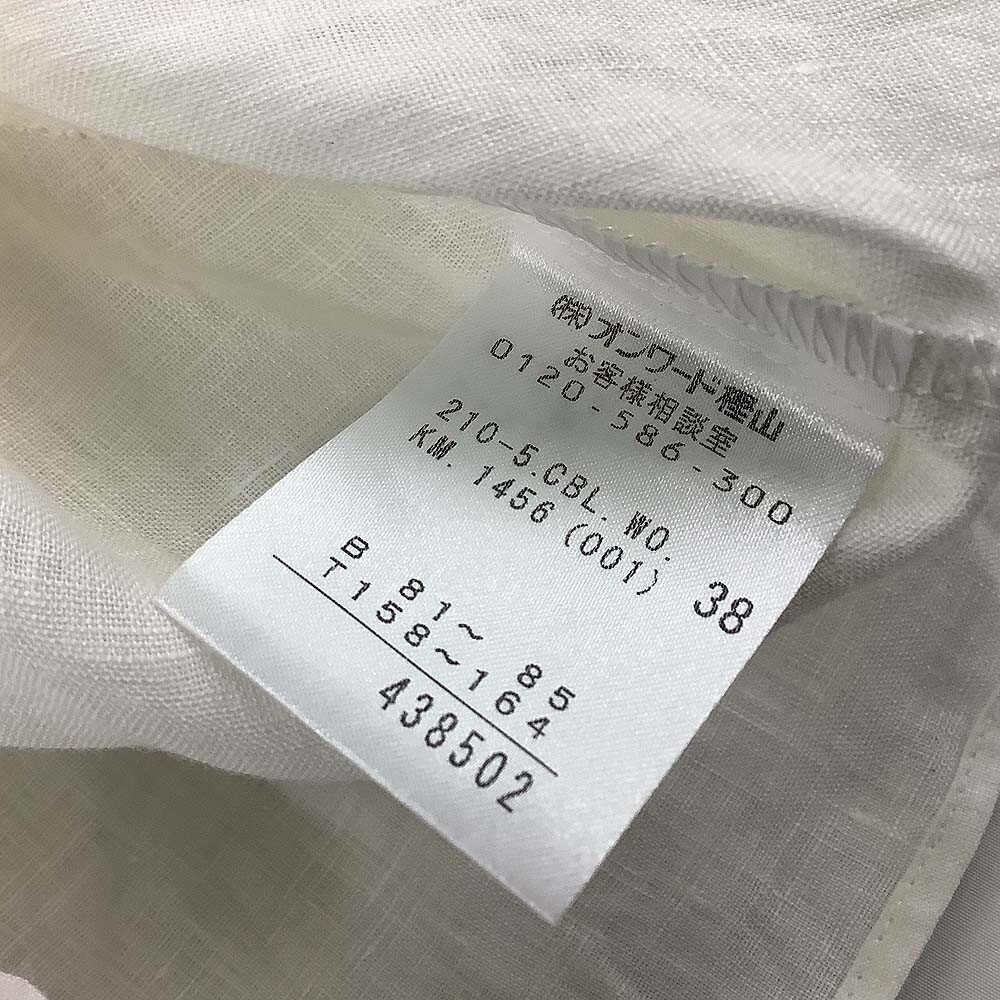 (株)オンワード樫山
お客様相談室
0120-586-300
210-5.CBL.WO.
KM.1456(001) 38
B 81～ 85
T158～164
438502